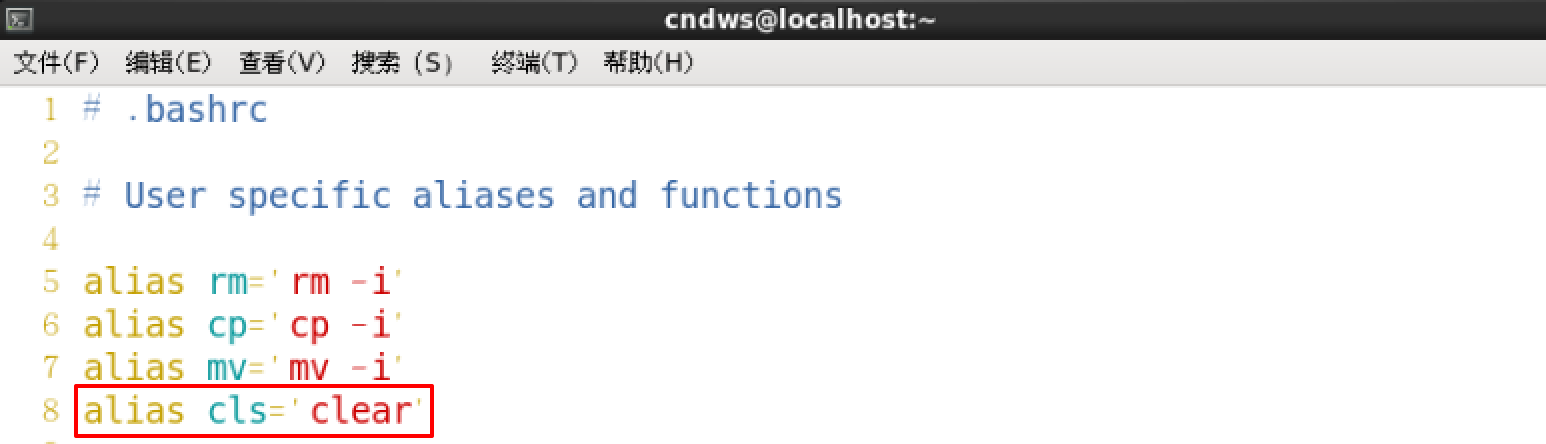 cndws@localhost:~
文件(F) 编辑(E) 查看(V) 搜索 (S) 终端(T) 帮助(H)
1 # .bashrc
2
3 # User specific aliases and functions
4
5 alias rm='rm -i'
6 alias cp='cp -i'
7 alias mv='mv -i'
8 alias cls='clear'